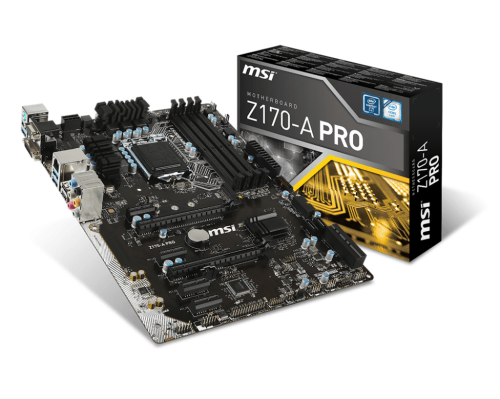 msi
MOTHERBOARD
Z170-A PRO
Z170-A
PRO
msi
msi
Z170-A PRO